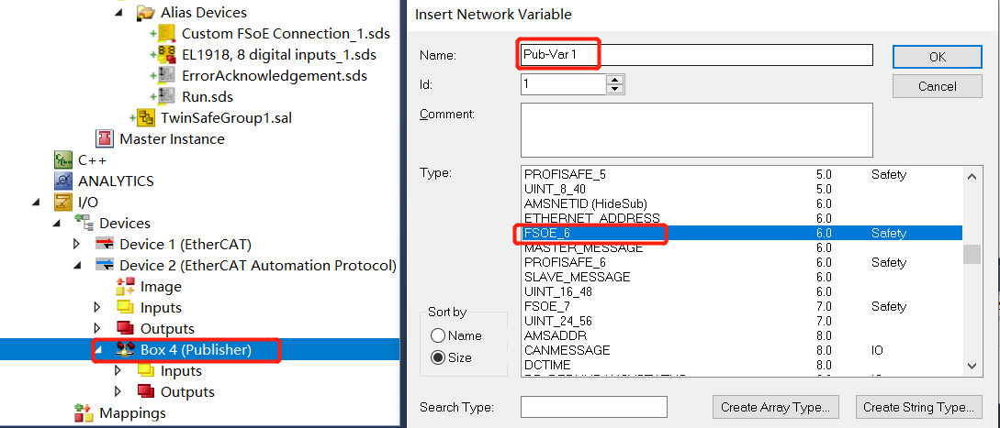 Alias Devices
Custom FSoE Connection_1.sds
EL1918, 8 digital inputs_1.sds
ErrorAcknowledgement.sds
Run.sds
TwinSafeGroup1.sal
Master Instance
C++
ANALYTICS
I/O
Devices
Device 1 (EtherCAT)
Device 2 (EtherCAT Automation Protocol)
Image
Inputs
Outputs
Box 4 (Publisher)
Inputs
Outputs
Mappings
Insert Network Variable
Name: Pub-Var 1
OK
Id: 1
Cancel
Comment:
Type:
PROFISAFE_5 5.0 Safety
UINT_8_40 5.0
AMSNETID (HideSub) 6.0
ETHERNET_ADDRESS 6.0
FSOE_6 6.0 Safety
MASTER_MESSAGE 6.0
PROFISAFE_6 6.0 Safety
SLAVE_MESSAGE 6.0
UINT_16_48 6.0
FSOE_7 7.0 Safety
UINT_24_56 7.0
AMSADDR 8.0
CANMESSAGE 8.0 IO
DCTIME 8.0
Sort by
Name
Size
Search Type:
Create Array Type...
Create String Type...